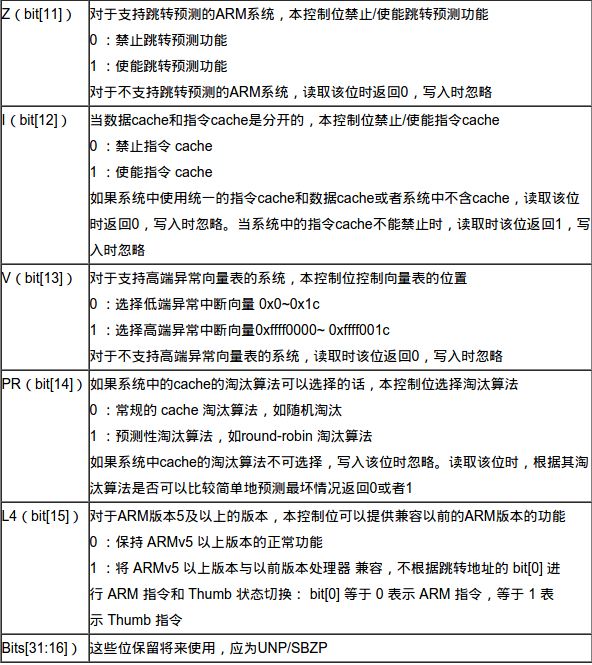 Z（bit[11]） 对于支持跳转预测的ARM系统，本控制位禁止/使能跳转预测功能
0 ：禁止跳转预测功能
1 ：使能跳转预测功能
对于不支持跳转预测的ARM系统，读取该位时返回0，写入时忽略
I（bit[12]） 当数据cache和指令cache是分开的，本控制位禁止/使能指令cache
0 ：禁止指令 cache
1 ：使能指令 cache
如果系统中使用统一的指令cache和数据cache或者系统中不含cache，读取该位
时返回0，写入时忽略。当系统中的指令cache不能禁止时，读取时该位返回1，写
入时忽略
V（bit[13]） 对于支持高端异常向量表的系统，本控制位控制向量表的位置
0 ：选择低端异常中断向量 0x0~0x1c
1 ：选择高端异常中断向量0xffff0000~ 0xffff001c
对于不支持高端异常向量表的系统，读取时该位返回0，写入时忽略
PR（bit[14]） 如果系统中的cache的淘汰算法可以选择的话，本控制位选择淘汰算法
0 ：常规的 cache 淘汰算法，如随机淘汰
1 ：预测性淘汰算法，如round-robin 淘汰算法
如果系统中cache的淘汰算法不可选择，写入该位时忽略。读取该位时，根据其淘
汰算法是否可以比较简单地预测最坏情况返回0或者1
L4（bit[15]） 对于ARM版本5及以上的版本，本控制位可以提供兼容以前的ARM版本的功能
0 ：保持 ARMv5 以上版本的正常功能
1 ：将 ARMv5 以上版本与以前版本处理器 兼容，不根据跳转地址的 bit[0] 进
行 ARM 指令和 Thumb 状态切换： bit[0] 等于 0 表示 ARM 指令，等于 1 表
示 Thumb 指令
Bits[31:16]） 这些位保留将来使用，应为UNP/SBZP